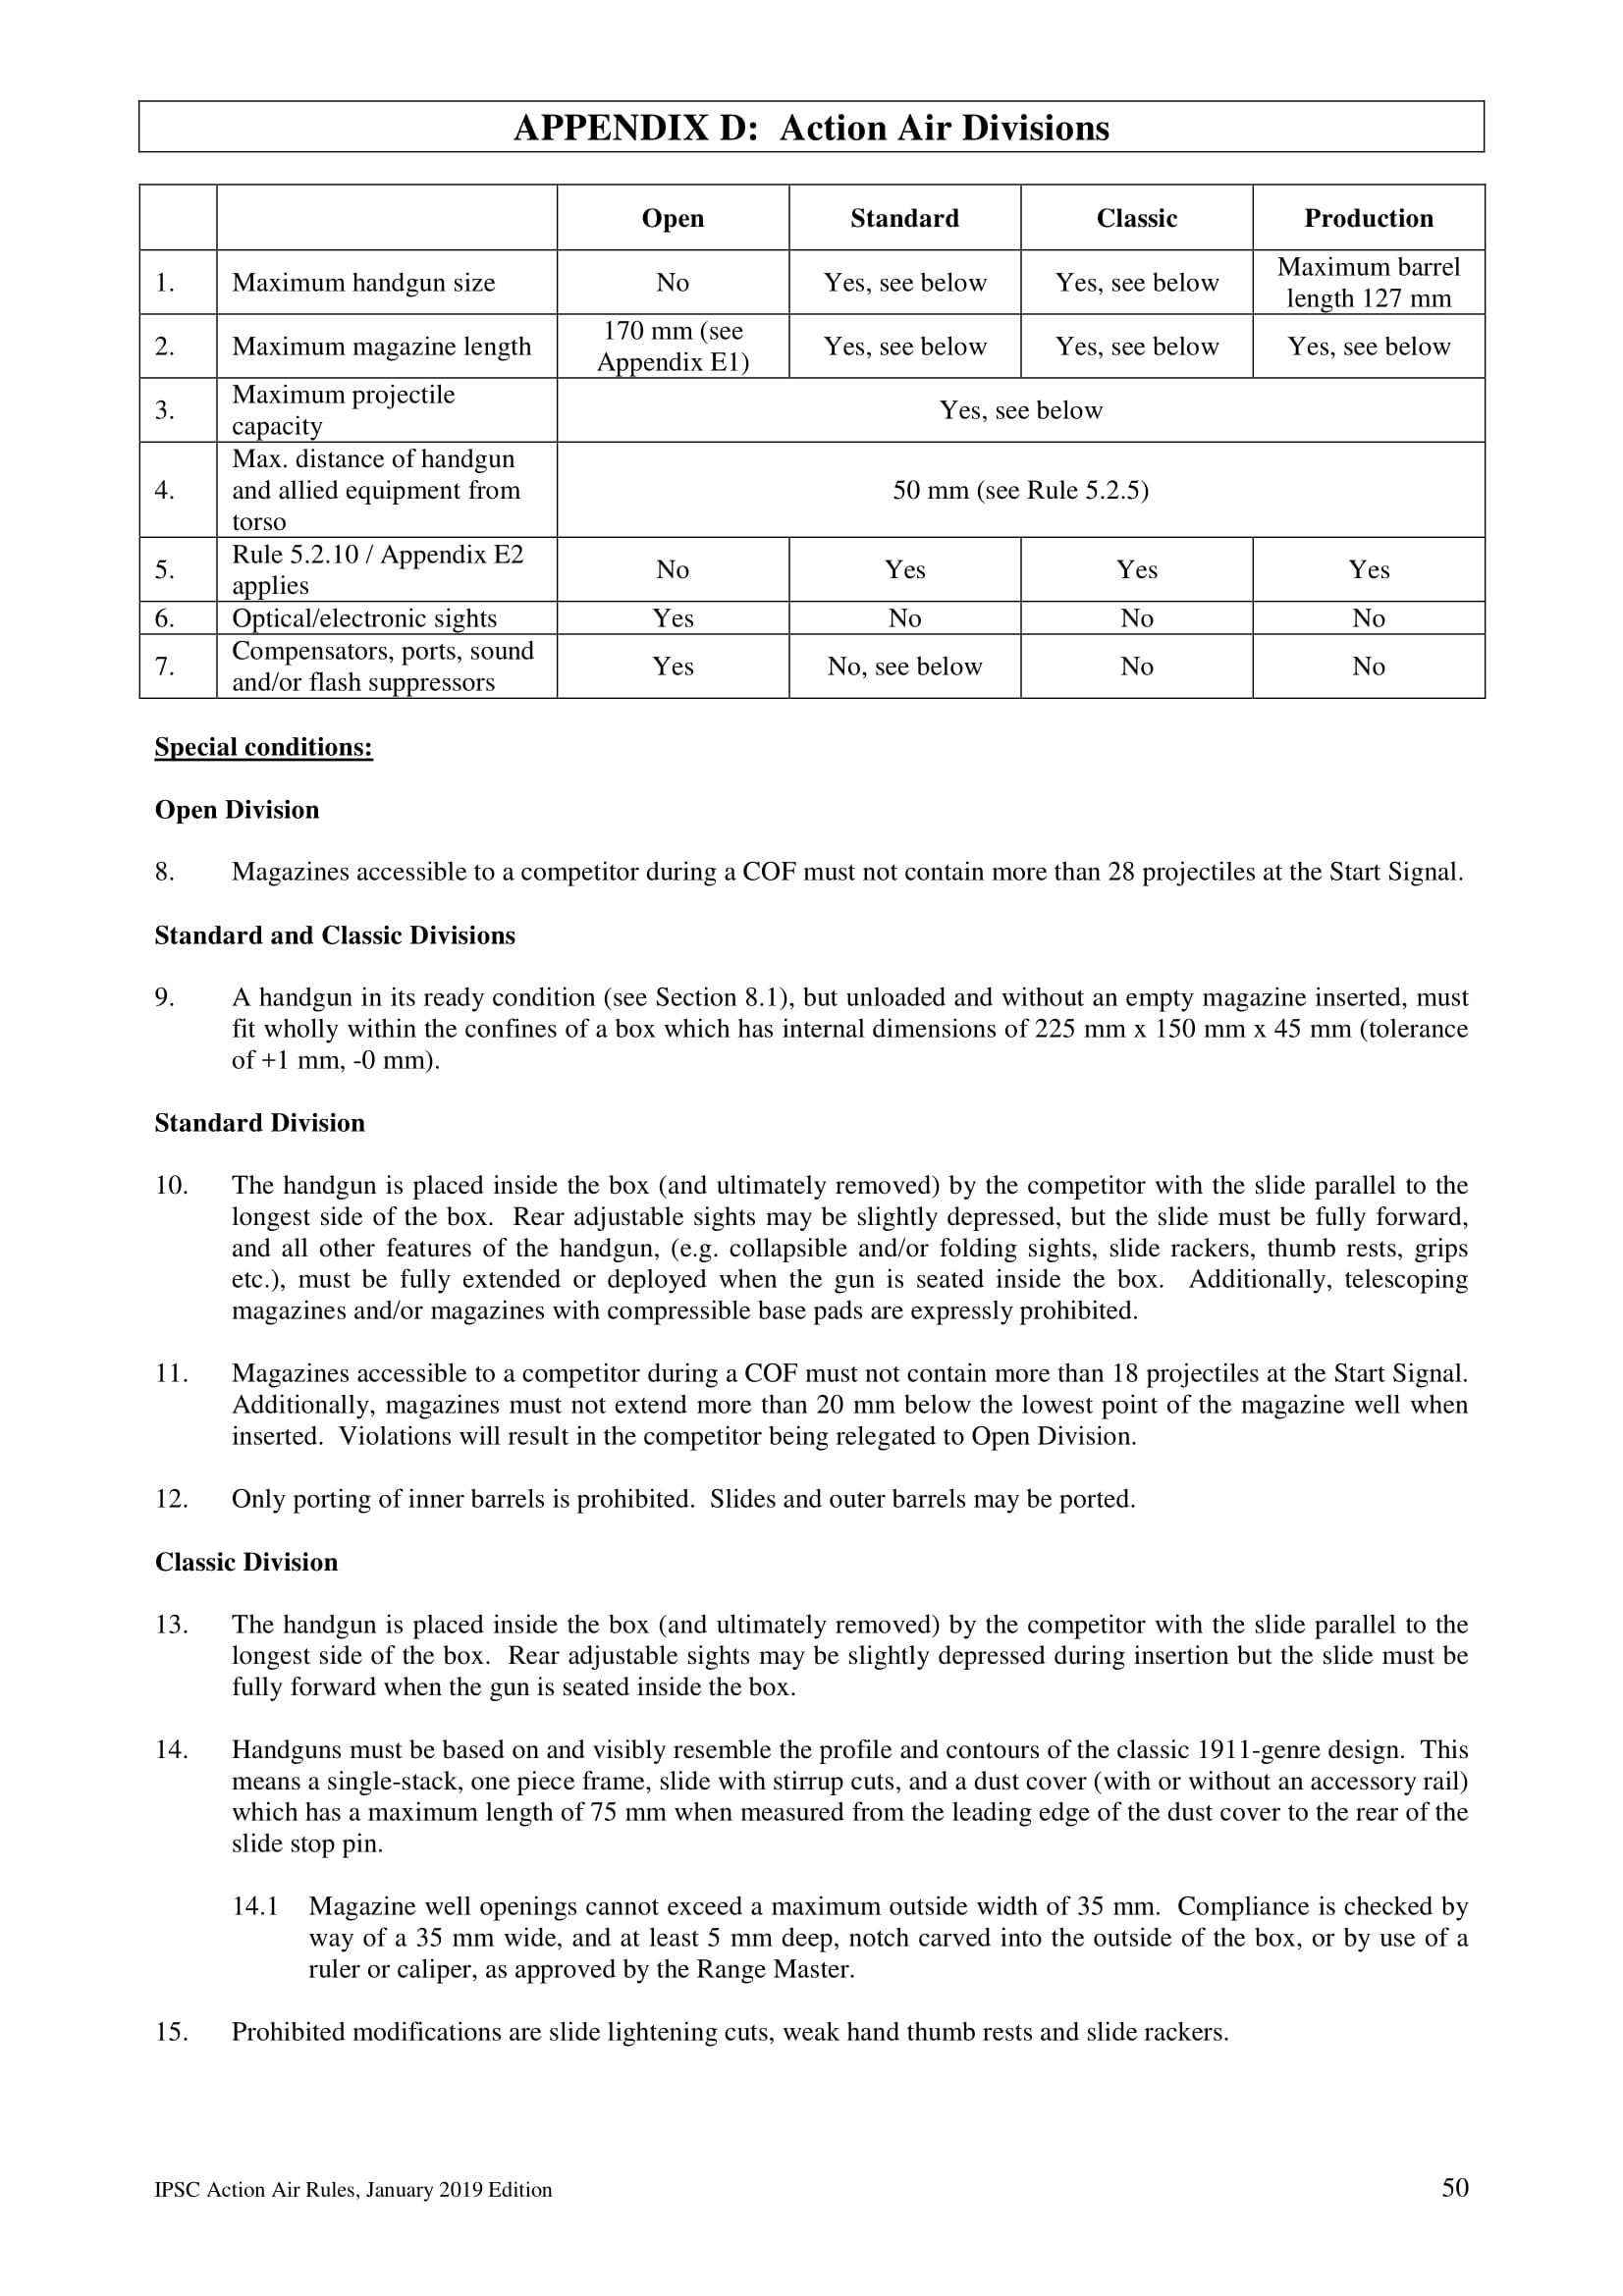 APPENDIX D: Action Air Divisions
Open Standard Classic Production
1. Maximum handgun size No Yes, see below Yes, see below Maximum barrel
length 127 mm
2. Maximum magazine length 170 mm (see
Appendix E1) Yes, see below Yes, see below Yes, see below
3. Maximum projectile
capacity Yes, see below
4. Max. distance of handgun
and allied equipment from
torso 50 mm (see Rule 5.2.5)
5. Rule 5.2.10 / Appendix E2
applies No Yes Yes Yes
6. Optical/electronic sights Yes No No No
7. Compensators, ports, sound
and/or flash suppressors Yes No, see below No No
Special conditions:
Open Division
8. Magazines accessible to a competitor during a COF must not contain more than 28 projectiles at the Start Signal.
Standard and Classic Divisions
9. A handgun in its ready condition (see Section 8.1), but unloaded and without an empty magazine inserted, must
fit wholly within the confines of a box which has internal dimensions of 225 mm x 150 mm x 45 mm (tolerance
of +1 mm, -0 mm).
Standard Division
10. The handgun is placed inside the box (and ultimately removed) by the competitor with the slide parallel to the
longest side of the box. Rear adjustable sights may be slightly depressed, but the slide must be fully forward,
and all other features of the handgun, (e.g. collapsible and/or folding sights, slide rackers, thumb rests, grips
etc.), must be fully extended or deployed when the gun is seated inside the box. Additionally, telescoping
magazines and/or magazines with compressible base pads are expressly prohibited.
11. Magazines accessible to a competitor during a COF must not contain more than 18 projectiles at the Start Signal.
Additionally, magazines must not extend more than 20 mm below the lowest point of the magazine well when
inserted. Violations will result in the competitor being relegated to Open Division.
12. Only porting of inner barrels is prohibited. Slides and outer barrels may be ported.
Classic Division
13. The handgun is placed inside the box (and ultimately removed) by the competitor with the slide parallel to the
longest side of the box. Rear adjustable sights may be slightly depressed during insertion but the slide must be
fully forward when the gun is seated inside the box.
14. Handguns must be based on and visibly resemble the profile and contours of the classic 1911-genre design. This
means a single-stack, one piece frame, slide with stirrup cuts, and a dust cover (with or without an accessory rail)
which has a maximum length of 75 mm when measured from the leading edge of the dust cover to the rear of the
slide stop pin.
14.1 Magazine well openings cannot exceed a maximum outside width of 35 mm. Compliance is checked by
way of a 35 mm wide, and at least 5 mm deep, notch carved into the outside of the box, or by use of a
ruler or caliper, as approved by the Range Master.
15. Prohibited modifications are slide lightening cuts, weak hand thumb rests and slide rackers.
IPSC Action Air Rules, January 2019 Edition 50